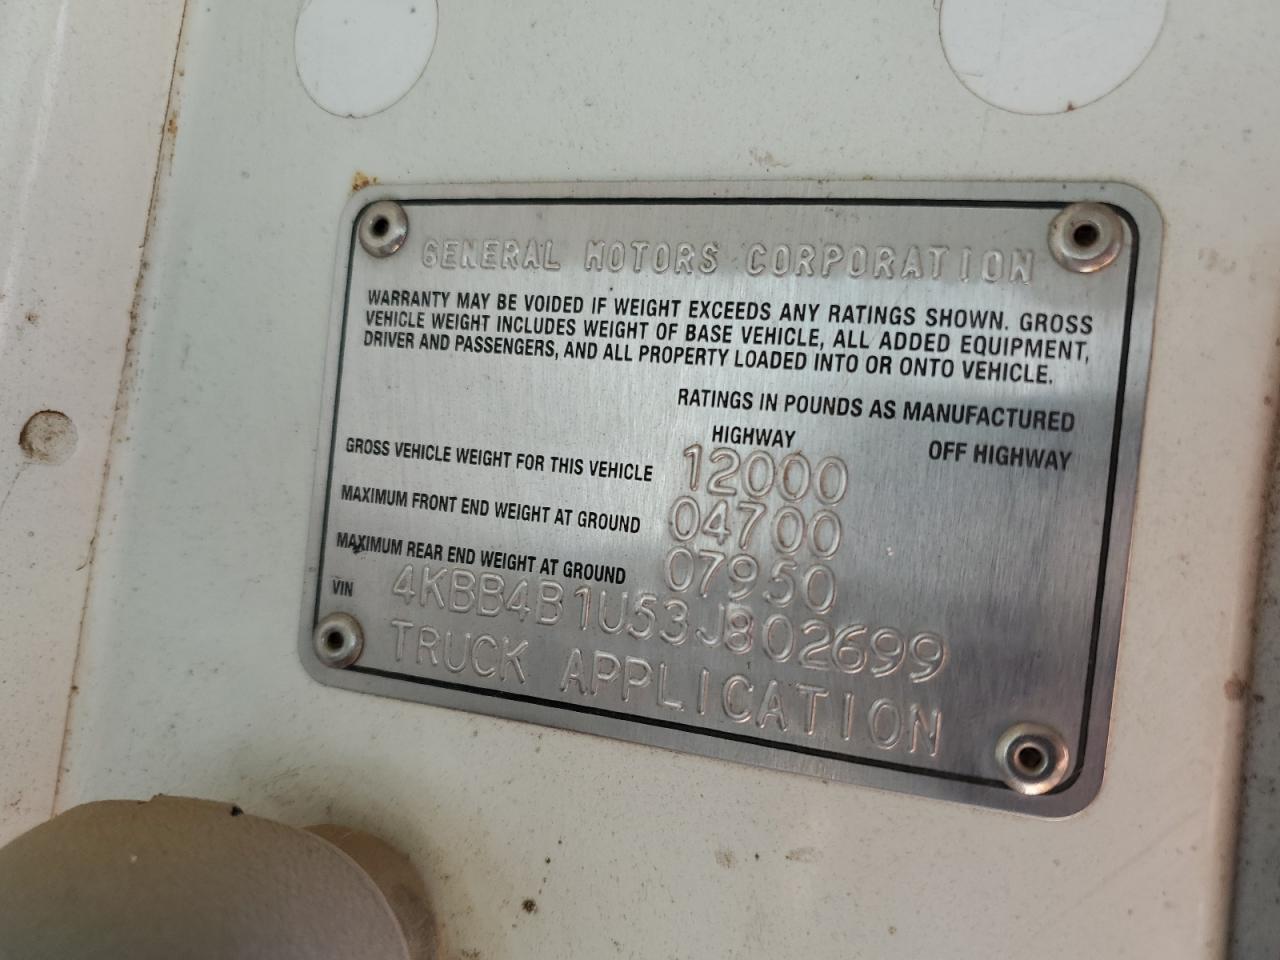 GENERAL MOTORS CORPORATION
WARRANTY MAY BE VOIDED IF WEIGHT EXCEEDS ANY RATINGS SHOWN. GROSS
VEHICLE WEIGHT INCLUDES WEIGHT OF BASE VEHICLE, ALL ADDED EQUIPMENT,
DRIVER AND PASSENGERS, AND ALL PROPERTY LOADED INTO OR ONTO VEHICLE.
RATINGS IN POUNDS AS MANUFACTURED
HIGHWAY OFF HIGHWAY
GROSS VEHICLE WEIGHT FOR THIS VEHICLE 12000
MAXIMUM FRONT END WEIGHT AT GROUND 04700
MAXIMUM REAR END WEIGHT AT GROUND 07950
VIN 4KBB4B1U53J802699
TRUCK APPLICATION